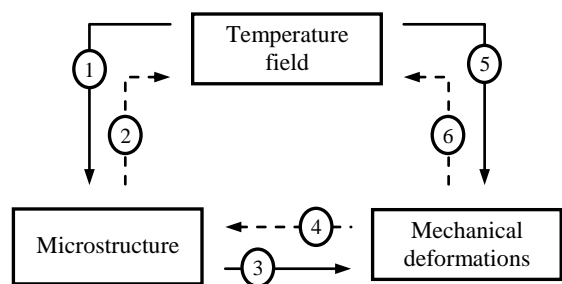 Temperature
field
1
5
2
6
Microstructure
4
3
Mechanical
deformations